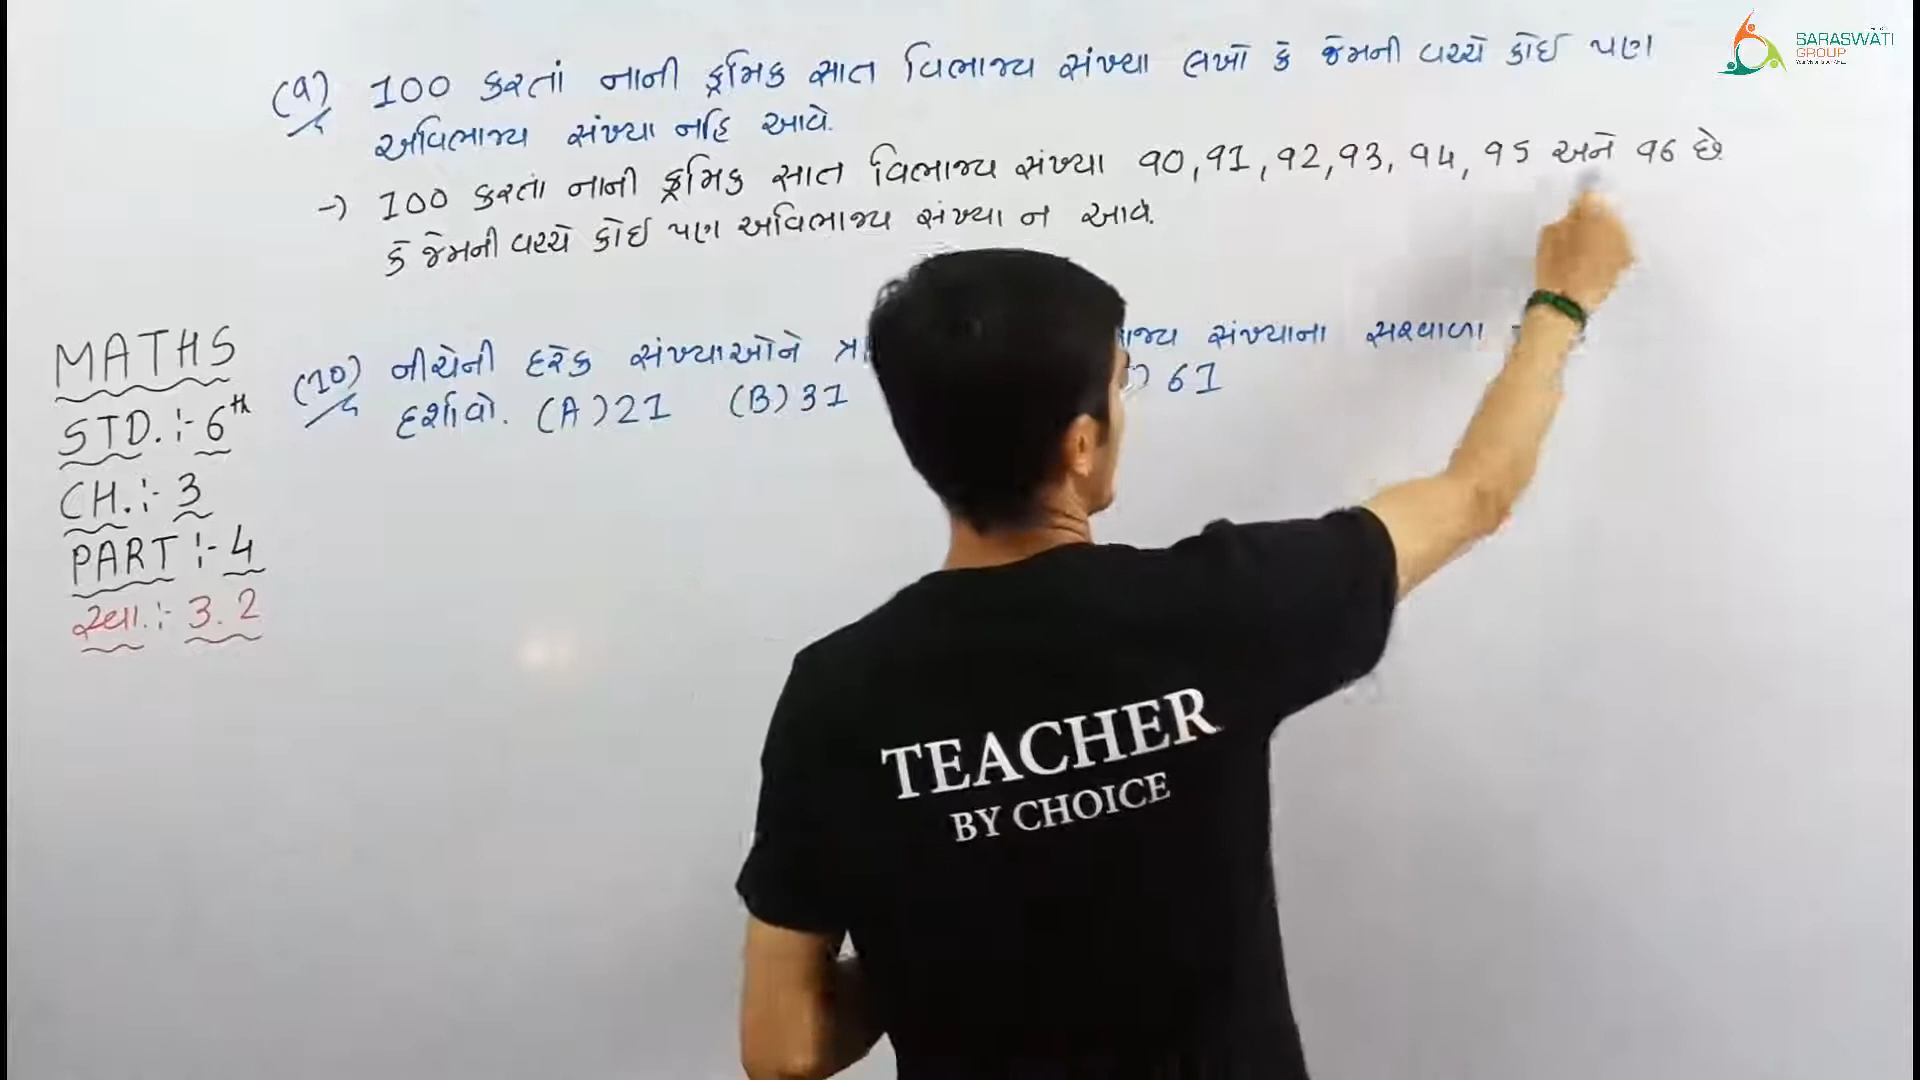 (9) 100 કરતાં નાની ક્રમિક સાત વિભાજ્ય સંખ્યા લખો કે જેમની વચ્ચે કોઈ પણ
અવિભાજ્ય સંખ્યા નહિ આવે.
→ 100 કરતાં નાની ક્રમિક સાત વિભાજ્ય સંખ્યા 90, 91, 92, 93, 94, 95 અને 96 છે
કે જેમની વચ્ચે કોઈ પણ અવિભાજ્ય સંખ્યા ન આવે.
(10) નીચેની દરેક સંખ્યાઓને સંખ્યાના સરવાળા
દર્શાવો. (A) 21 (B) 31 ) 61
MATHS
STD. :- 6th
CH. :- 3
PART :- 4
સ્વા. :- 3.2
TEACHER
BY CHOICE
SARASWATI
GROUP